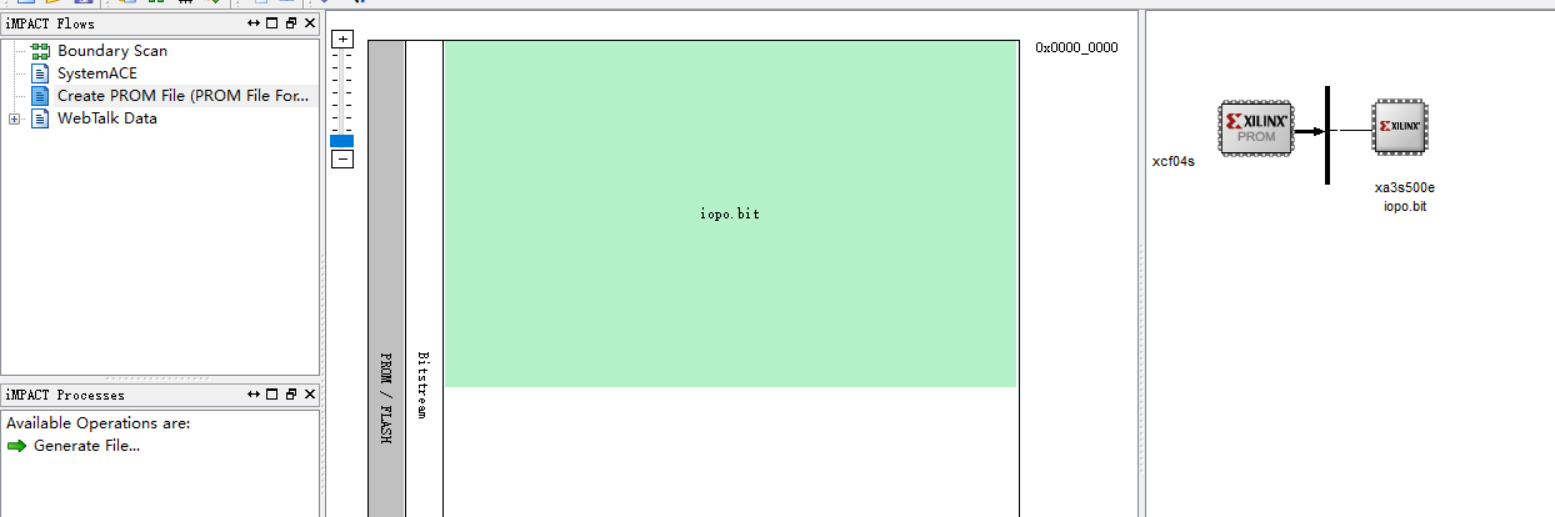 iMPACT Flows
Boundary Scan
SystemACE
Create PROM File (PROM File For...
WebTalk Data
iMPACT Processes
Available Operations are:
Generate File...
+
−
PROM / FLASH
Bitstream
iopo.bit
0x0000_0000
xcf04s
XILINX
PROM
XILINX
xa3s500e
iopo.bit